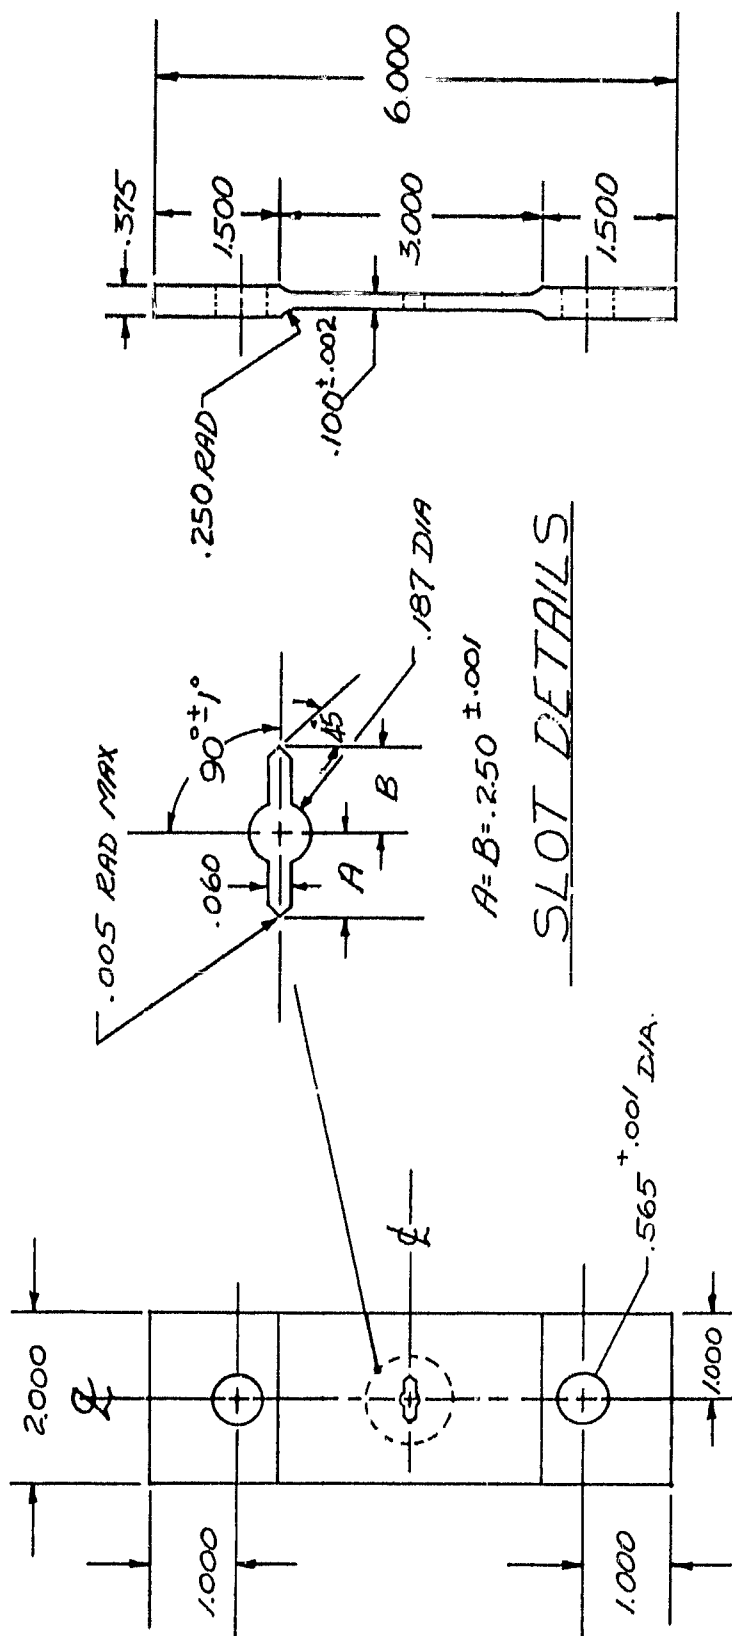 2.000
℄
1.000
1.000
1.000
℄
.565 +.001 DIA.
.005 RAD MAX
90°±1°
.060
45°
.187 DIA
A
B
A=B=.250 ±.001
SLOT DETAILS
.250 RAD
.100 ±.002
.375
1.500
3.000
1.500
6.000